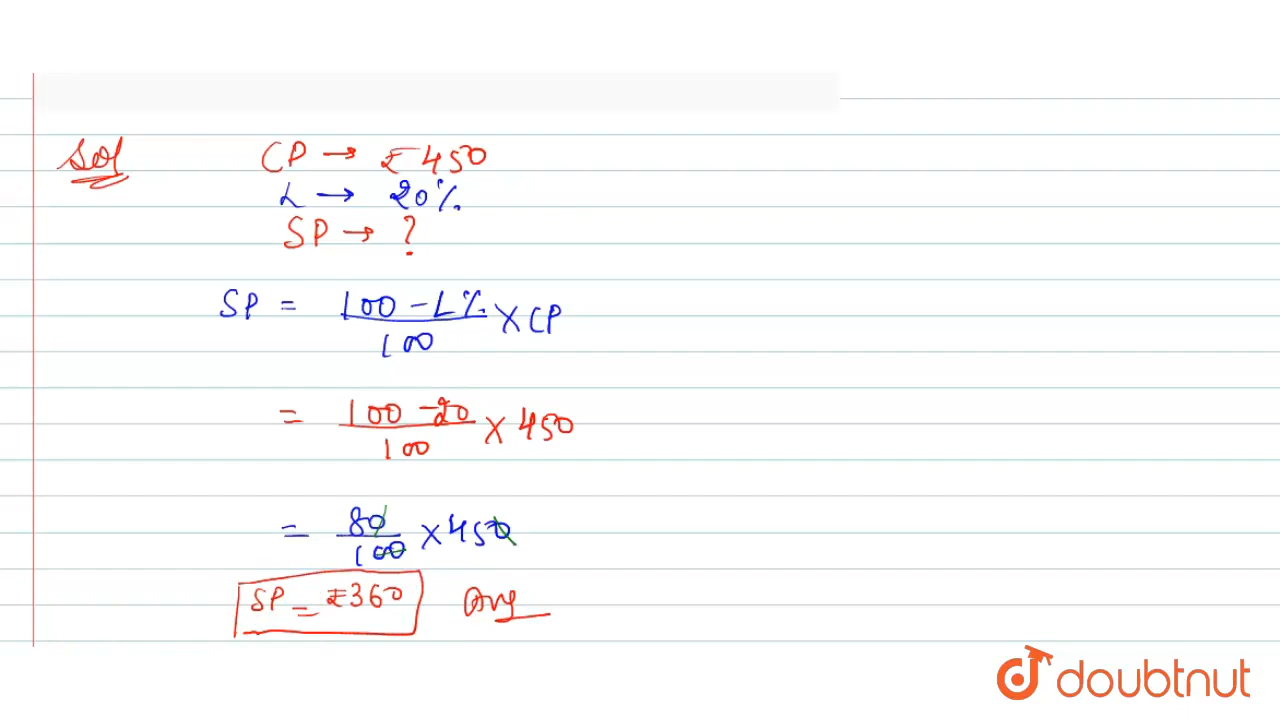 Sol
CP → ₹ 450
L → 20%
SP → ?
SP = 100 - L% / 100 × CP
= 100 - 20 / 100 × 450
= 80 / 100 × 450
SP = ₹360 Ans
doubtnut